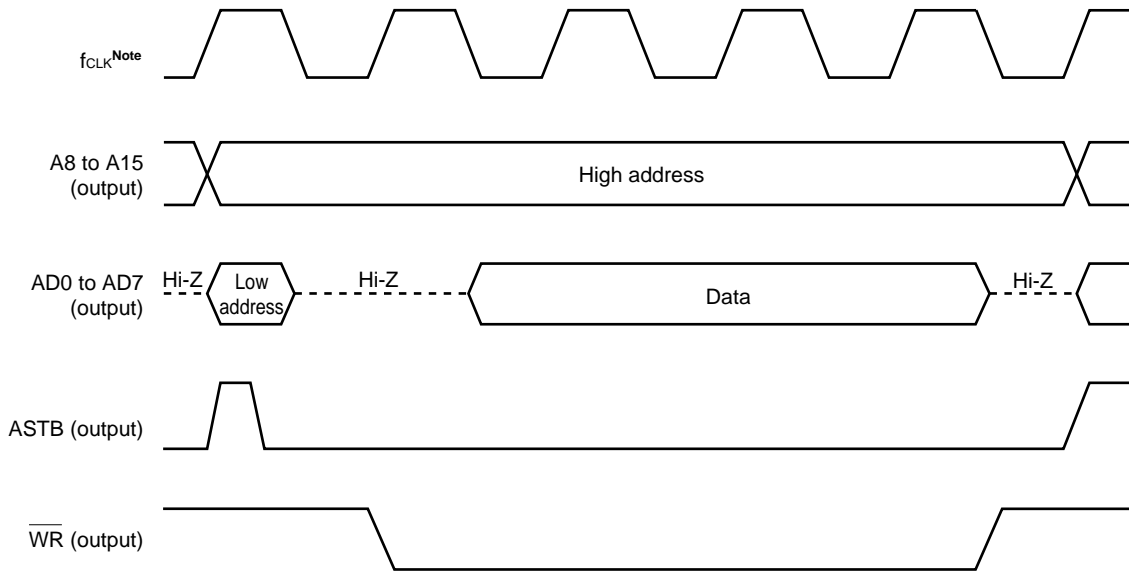 fCLKNote
A8 to A15
(output)
High address
AD0 to AD7
(output)
Hi-Z
Low
address
Hi-Z
Data
Hi-Z
ASTB (output)
WR (output)